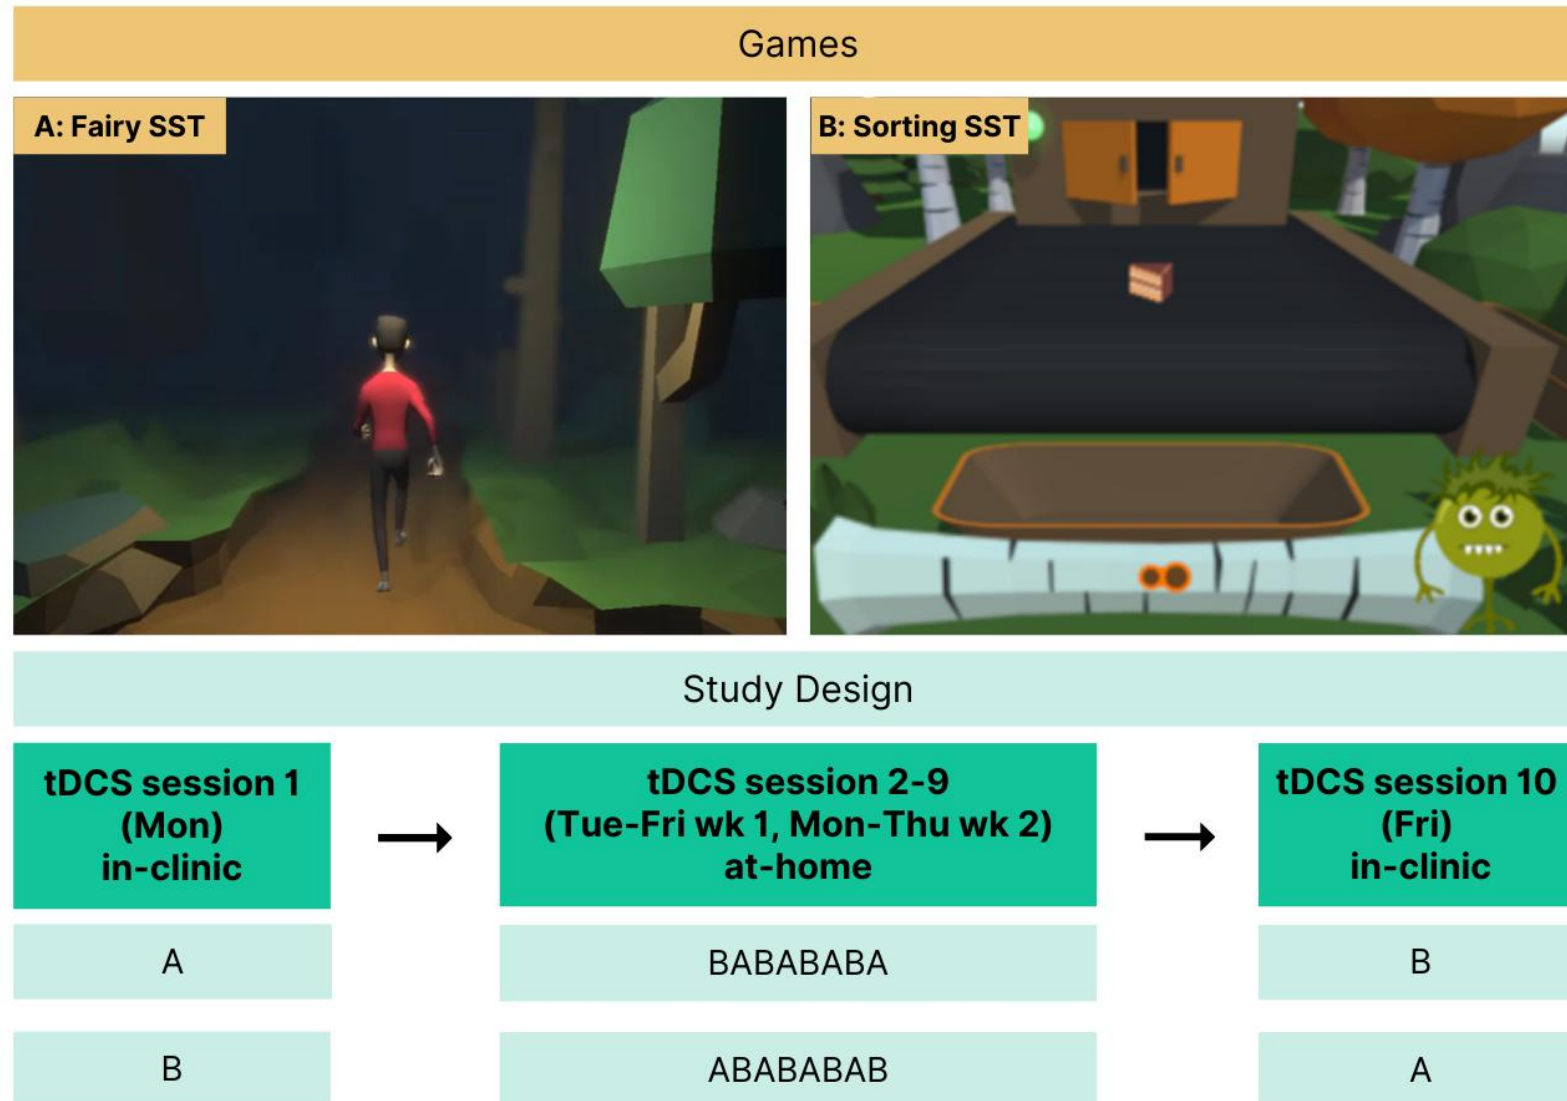 Games
A: Fairy SST
B: Sorting SST
Study Design
tDCS session 1
(Mon)
in-clinic
tDCS session 2-9
(Tue-Fri wk 1, Mon-Thu wk 2)
at-home
tDCS session 10
(Fri)
in-clinic
A
BABABABA
B
B
ABABABAB
A